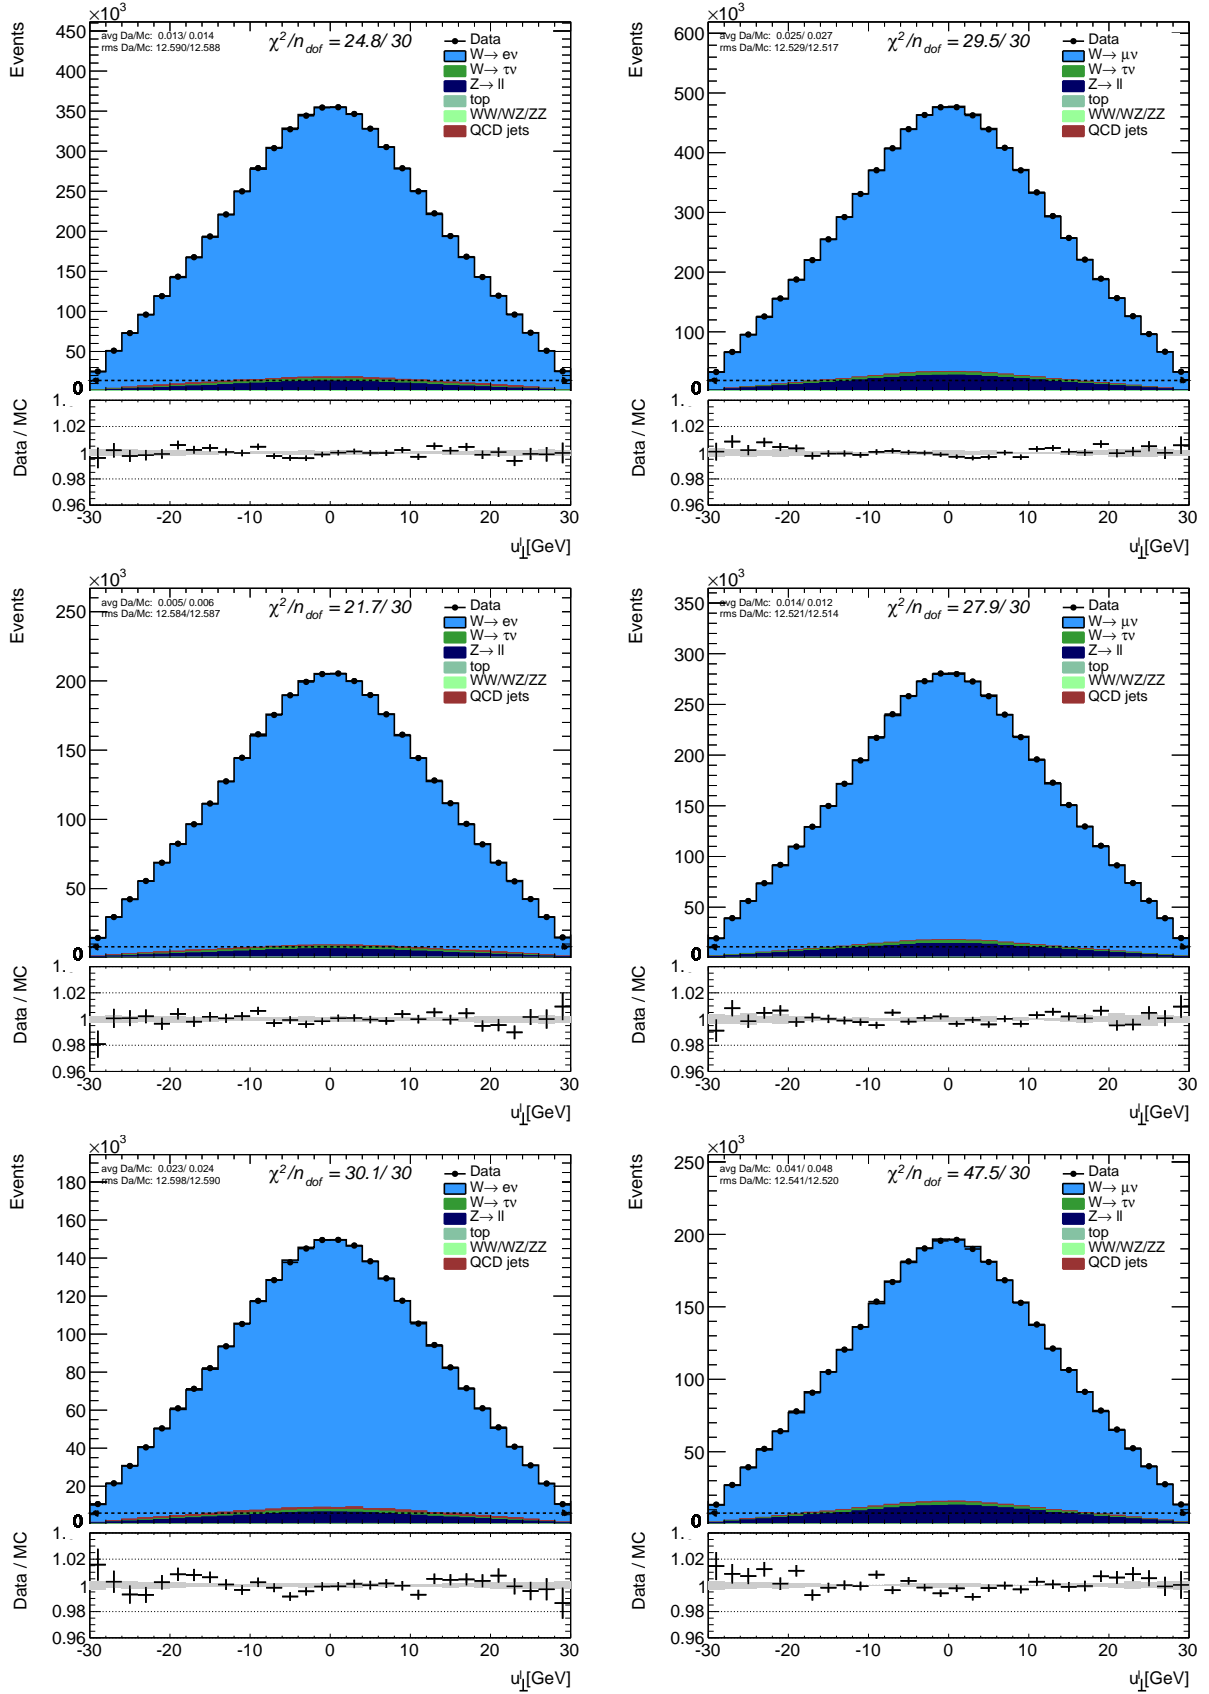 ×10³
Events
avg Da/Mc: 0.013/ 0.014
rms Da/Mc: 12.590/12.588
χ²/n_dof = 24.8/ 30
Data
W→ eν
W→ τν
Z→ ll
top
WW/WZ/ZZ
QCD jets
450
400
350
300
250
200
150
100
50
0
Data / MC
1.
1.02
1
0.98
0.96
-30 -20 -10 0 10 20 30
u⊥ˡ[GeV]
×10³
Events
avg Da/Mc: 0.025/ 0.027
rms Da/Mc: 12.529/12.517
χ²/n_dof = 29.5/ 30
Data
W→ μν
W→ τν
Z→ ll
top
WW/WZ/ZZ
QCD jets
600
500
400
300
200
100
0
Data / MC
1.
1.02
1
0.98
0.96
-30 -20 -10 0 10 20 30
u⊥ˡ[GeV]
×10³
Events
avg Da/Mc: 0.005/ 0.006
rms Da/Mc: 12.584/12.587
χ²/n_dof = 21.7/ 30
Data
W→ eν
W→ τν
Z→ ll
top
WW/WZ/ZZ
QCD jets
250
200
150
100
50
0
Data / MC
1.
1.02
1
0.98
0.96
-30 -20 -10 0 10 20 30
u⊥ˡ[GeV]
×10³
Events
avg Da/Mc: 0.014/ 0.012
rms Da/Mc: 12.521/12.514
χ²/n_dof = 27.9/ 30
Data
W→ μν
W→ τν
Z→ ll
top
WW/WZ/ZZ
QCD jets
350
300
250
200
150
100
50
0
Data / MC
1.
1.02
1
0.98
0.96
-30 -20 -10 0 10 20 30
u⊥ˡ[GeV]
×10³
Events
avg Da/Mc: 0.023/ 0.024
rms Da/Mc: 12.598/12.590
χ²/n_dof = 30.1/ 30
Data
W→ eν
W→ τν
Z→ ll
top
WW/WZ/ZZ
QCD jets
180
160
140
120
100
80
60
40
20
0
Data / MC
1.
1.02
1
0.98
0.96
-30 -20 -10 0 10 20 30
u⊥ˡ[GeV]
×10³
Events
avg Da/Mc: 0.041/ 0.048
rms Da/Mc: 12.541/12.520
χ²/n_dof = 47.5/ 30
Data
W→ μν
W→ τν
Z→ ll
top
WW/WZ/ZZ
QCD jets
250
200
150
100
50
0
Data / MC
1.
1.02
1
0.98
0.96
-30 -20 -10 0 10 20 30
u⊥ˡ[GeV]